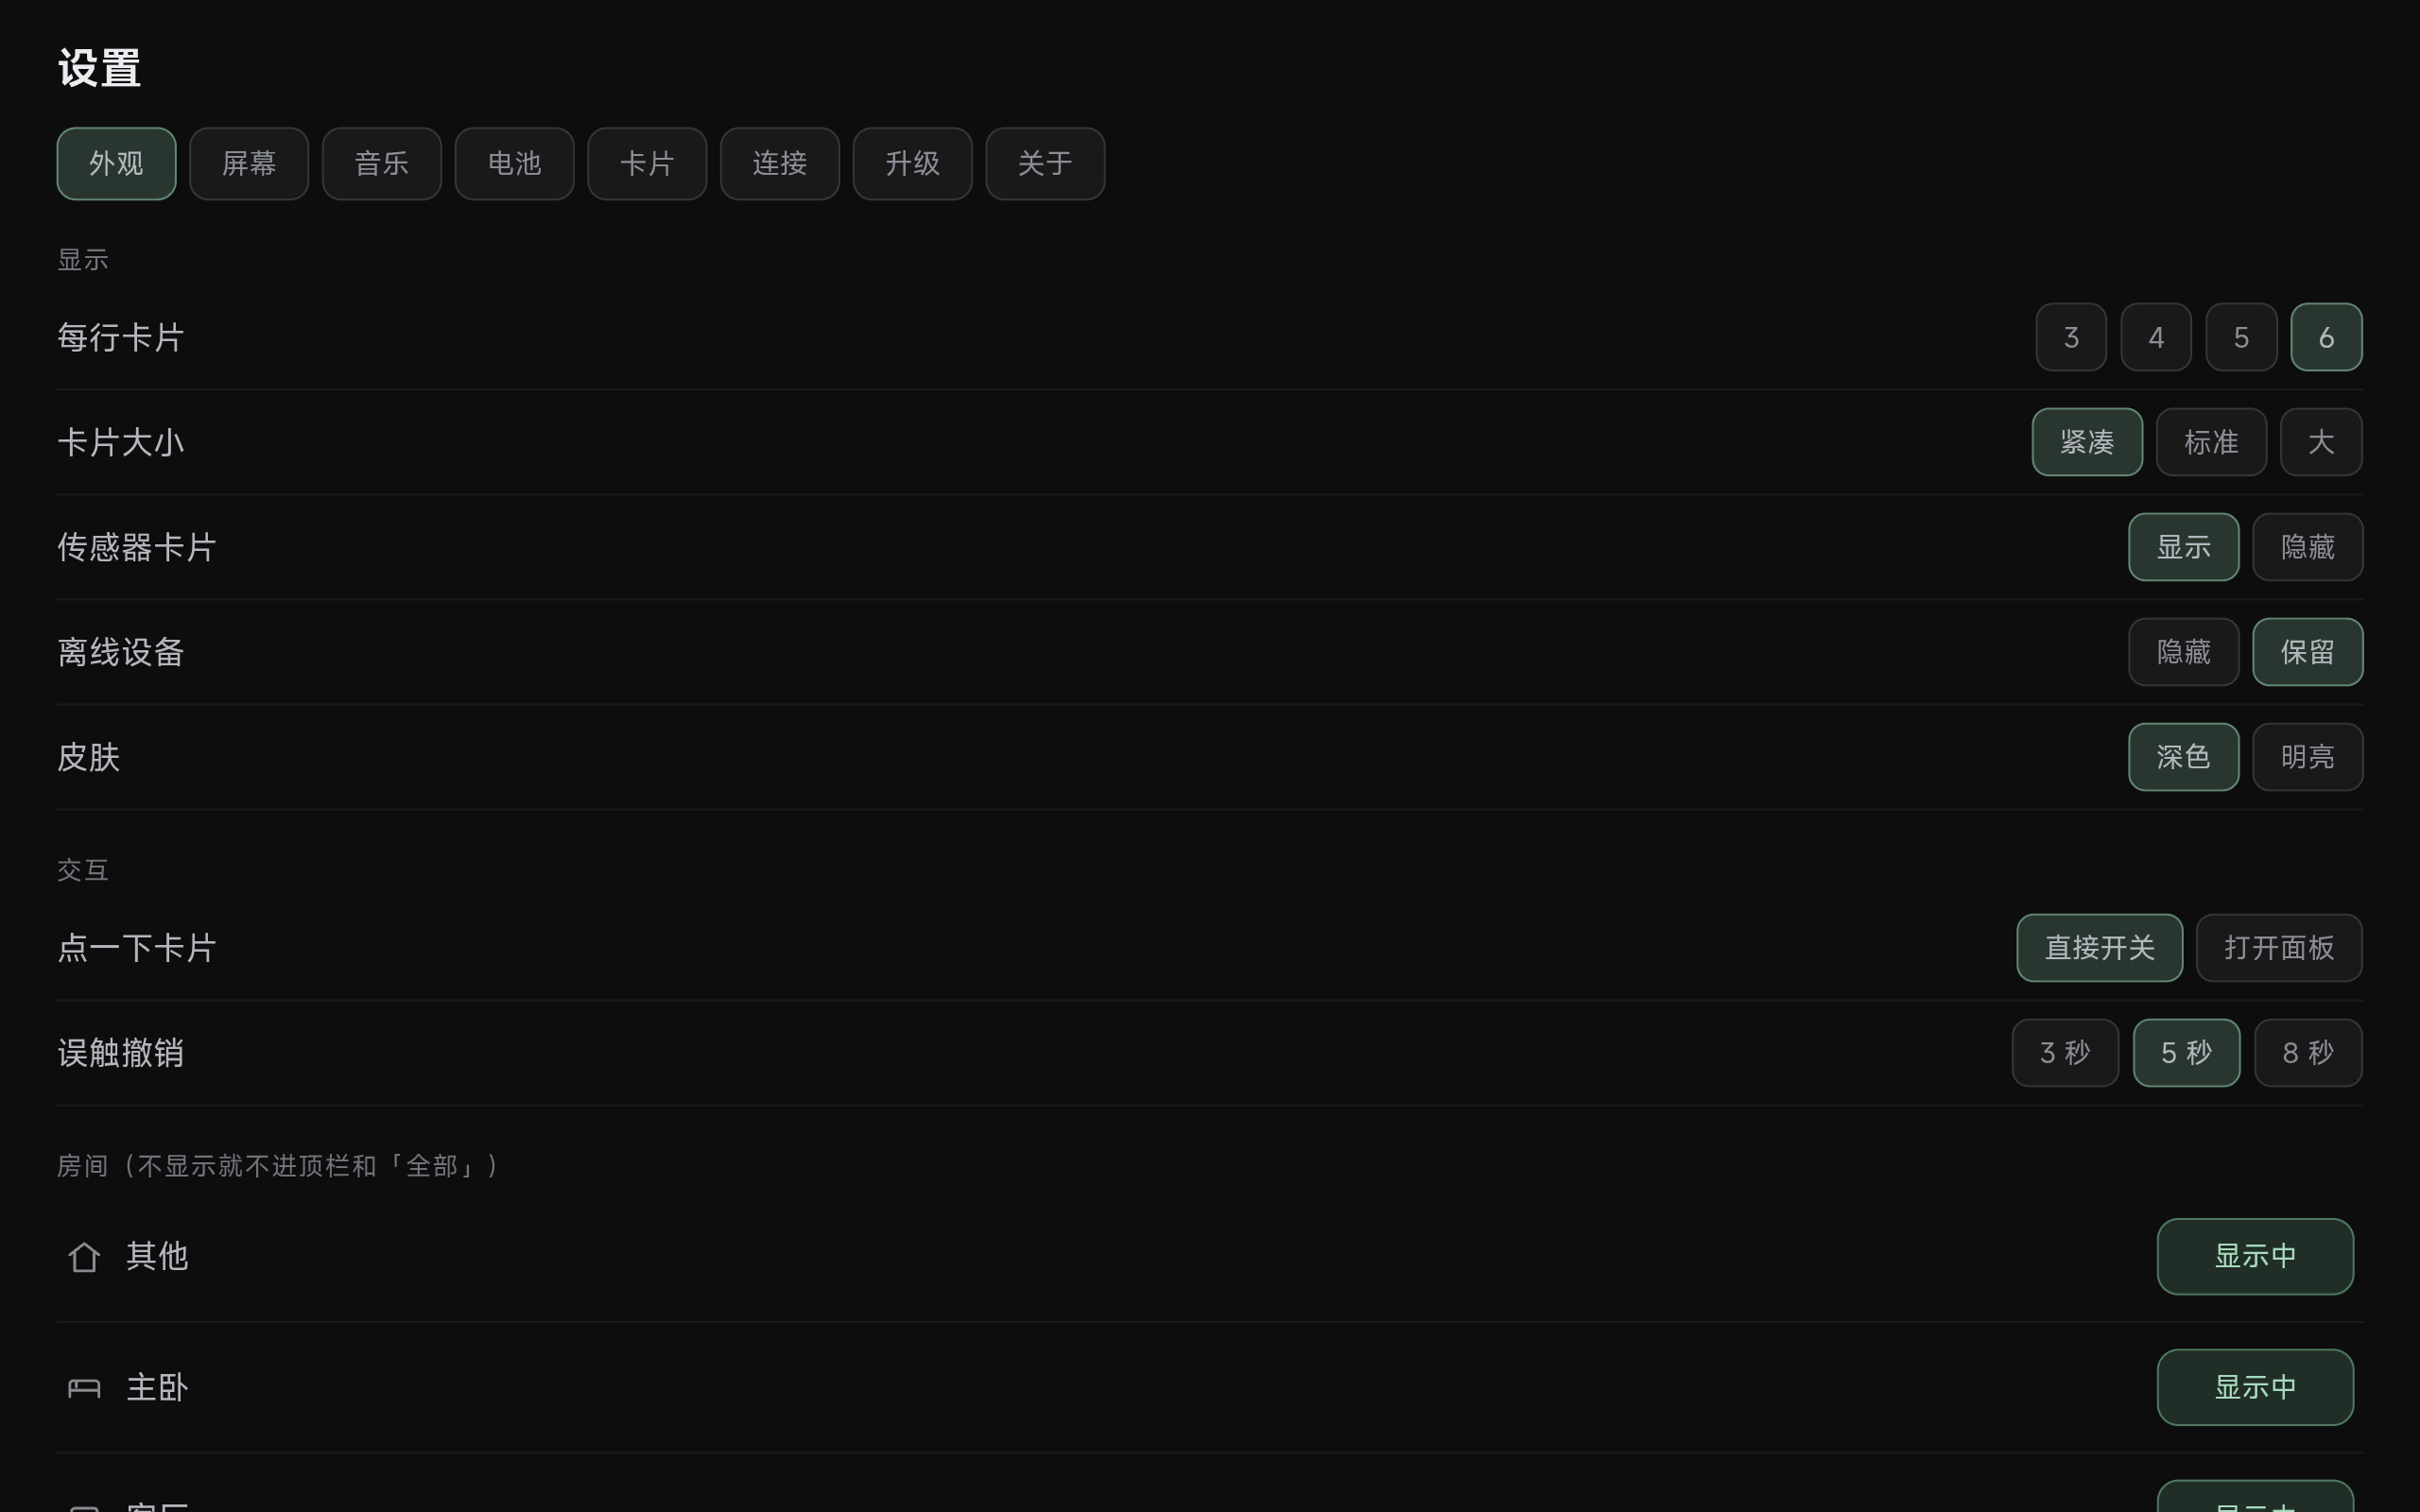 设置
外观 屏幕 音乐 电池 卡片 连接 升级 关于
显示
每行卡片 3 4 5 6
卡片大小 紧凑 标准 大
传感器卡片 显示 隐藏
离线设备 隐藏 保留
皮肤 深色 明亮
交互
点一下卡片 直接开关 打开面板
误触撤销 3 秒 5 秒 8 秒
房间（不显示就不进顶栏和「全部」）
其他 显示中
主卧 显示中